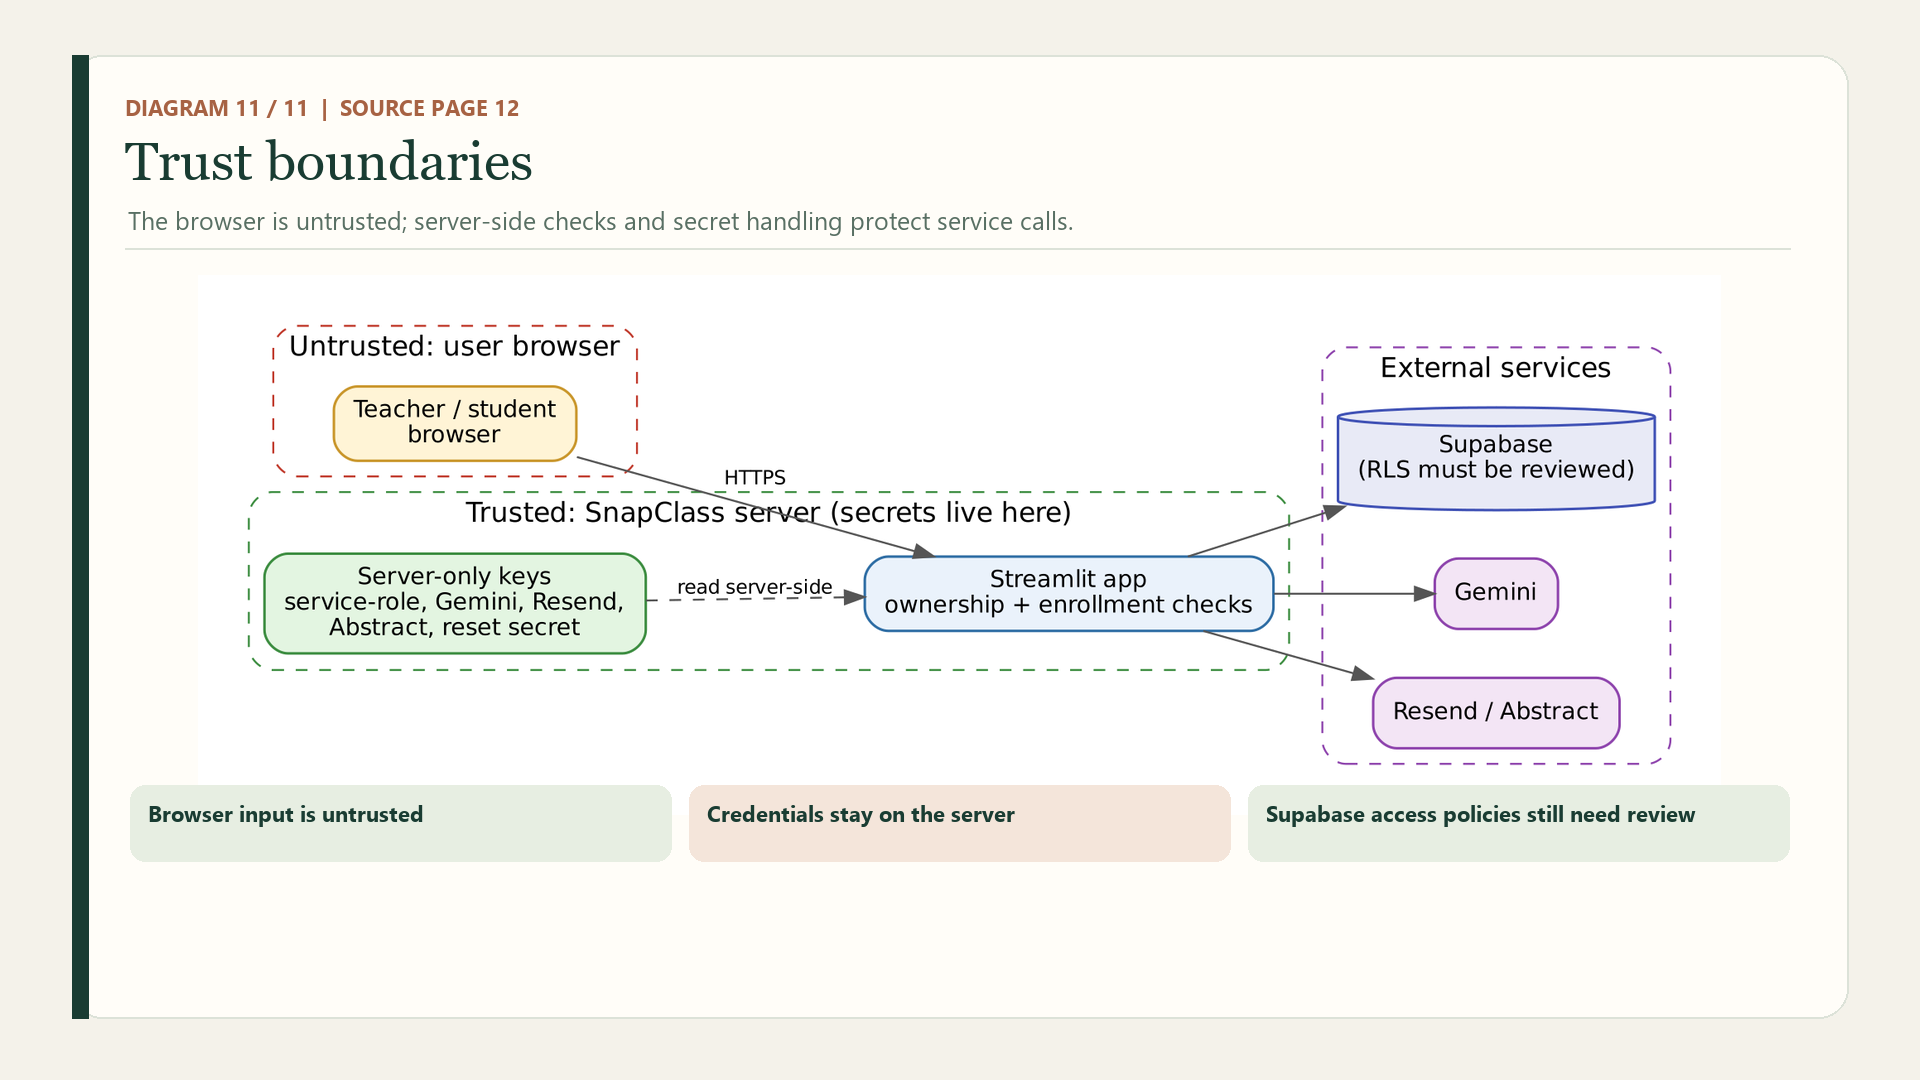 DIAGRAM 11 / 11 | SOURCE PAGE 12
Trust boundaries
The browser is untrusted; server-side checks and secret handling protect service calls.
Untrusted: user browser
Teacher / student
browser
HTTPS
Trusted: SnapClass server (secrets live here)
Server-only keys
service-role, Gemini, Resend,
Abstract, reset secret
read server-side
Streamlit app
ownership + enrollment checks
External services
Supabase
(RLS must be reviewed)
Gemini
Resend / Abstract
Browser input is untrusted
Credentials stay on the server
Supabase access policies still need review